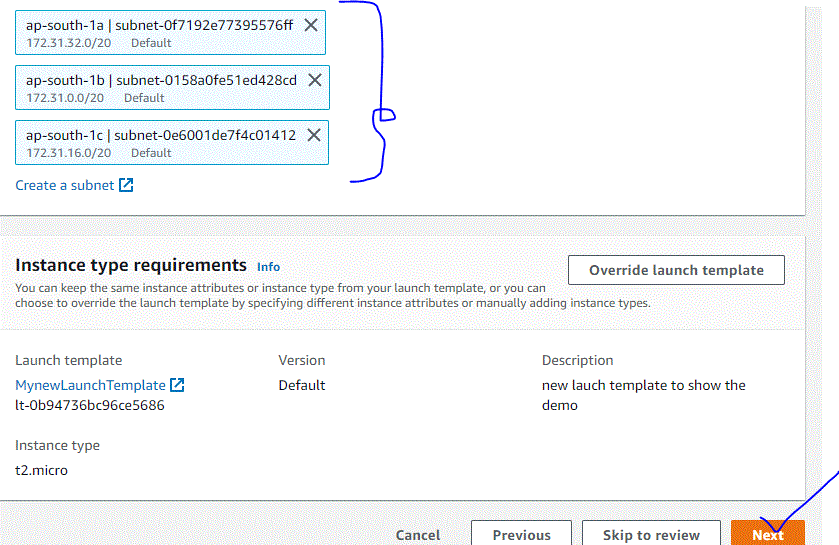 ap-south-1a | subnet-0f7192e77395576ff
172.31.32.0/20 Default
ap-south-1b | subnet-0158a0fe51ed428cd
172.31.0.0/20 Default
ap-south-1c | subnet-0e6001de7f4c01412
172.31.16.0/20 Default
Create a subnet
Instance type requirements Info
Override launch template
You can keep the same instance attributes or instance type from your launch template, or you can
choose to override the launch template by specifying different instance attributes or manually adding instance types.
Launch template Version Description
MynewLaunchTemplate Default new lauch template to show the
lt-0b94736bc96ce5686 demo
Instance type
t2.micro
Cancel Previous Skip to review Next